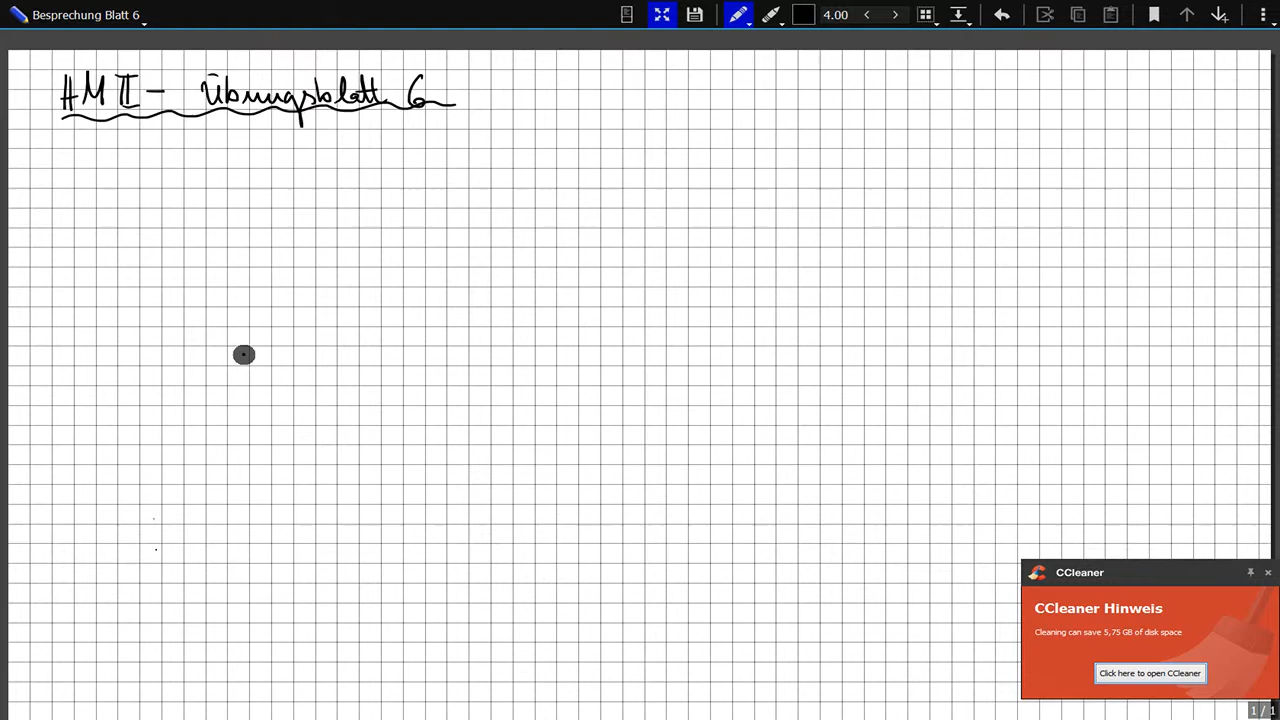 Besprechung Blatt 6
4.00
HM II - Übungsblatt 6
CCleaner
CCleaner Hinweis
Cleaning can save 5,75 GB of disk space
Click here to open CCleaner
1 / 1